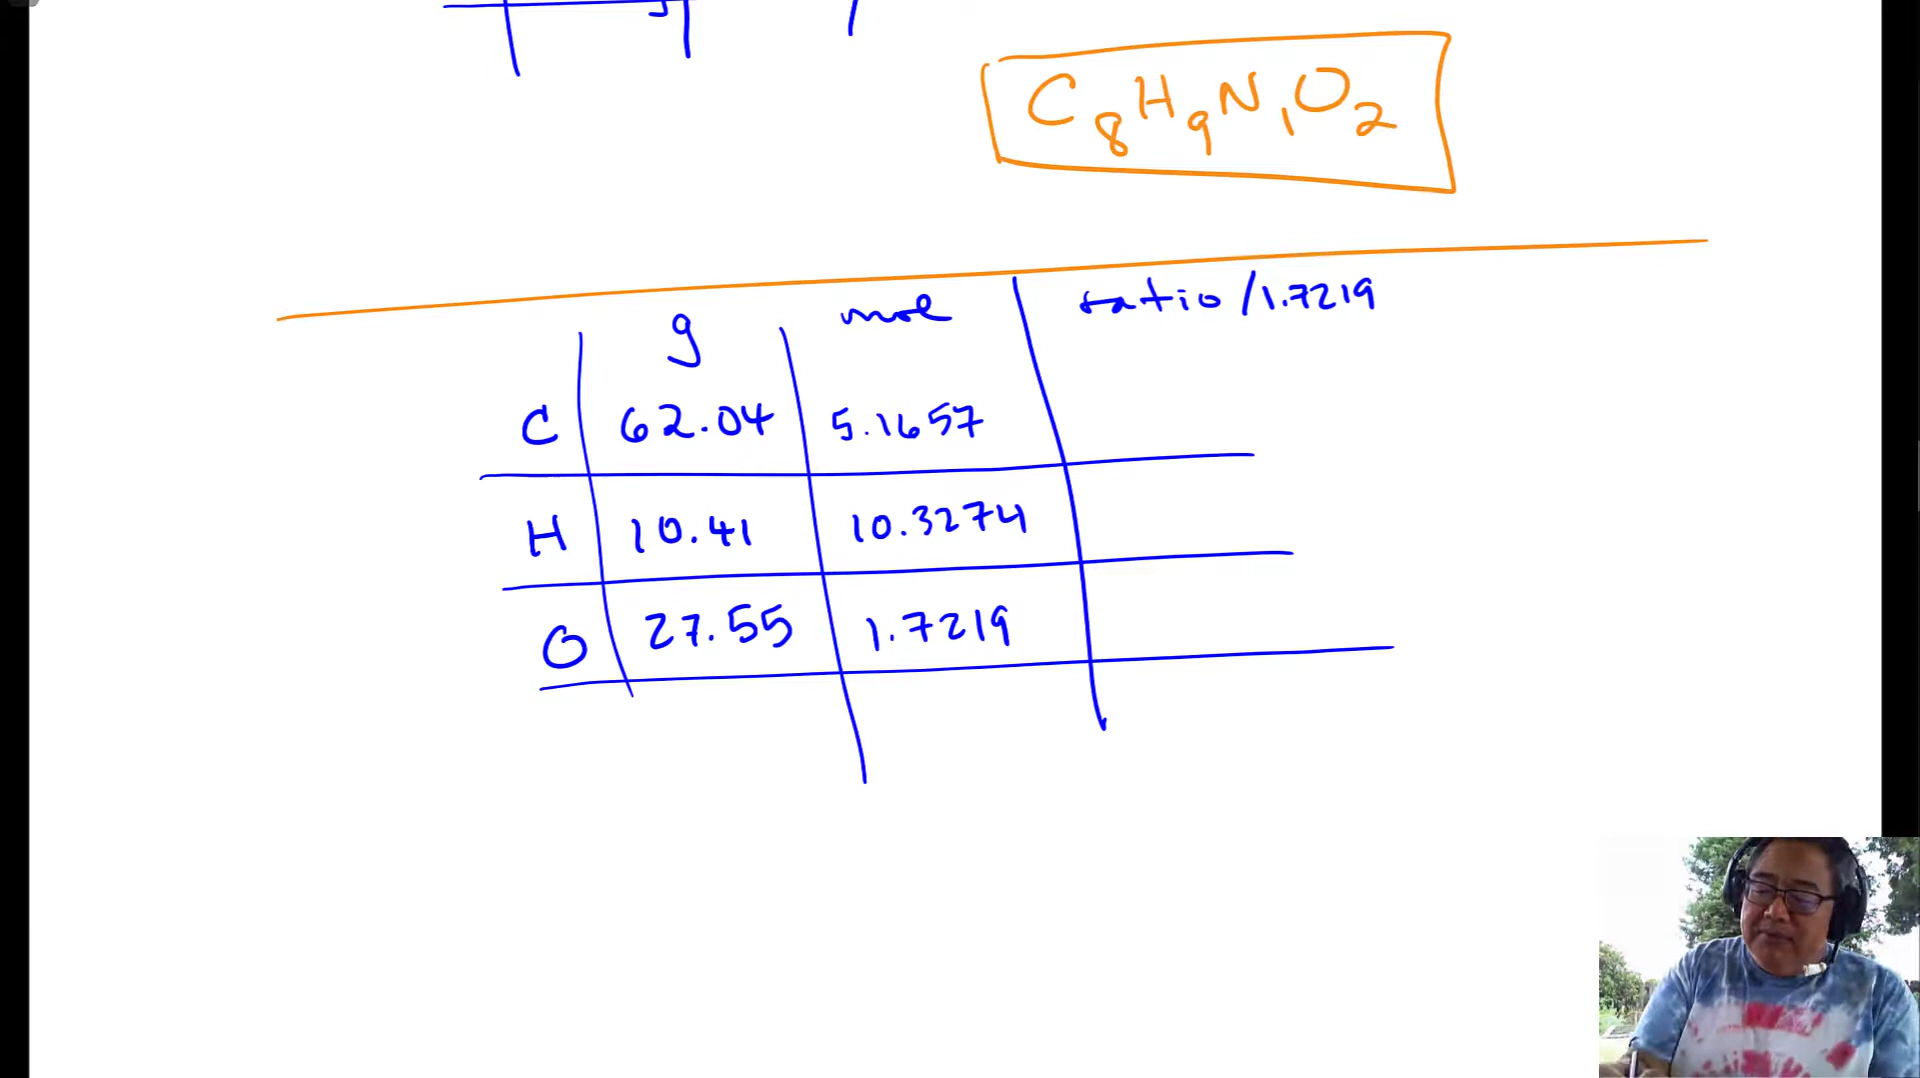 C8H9N1O2
g mol ratio /1.7219
C 62.04 5.1657
H 10.41 10.3274
O 27.55 1.7219